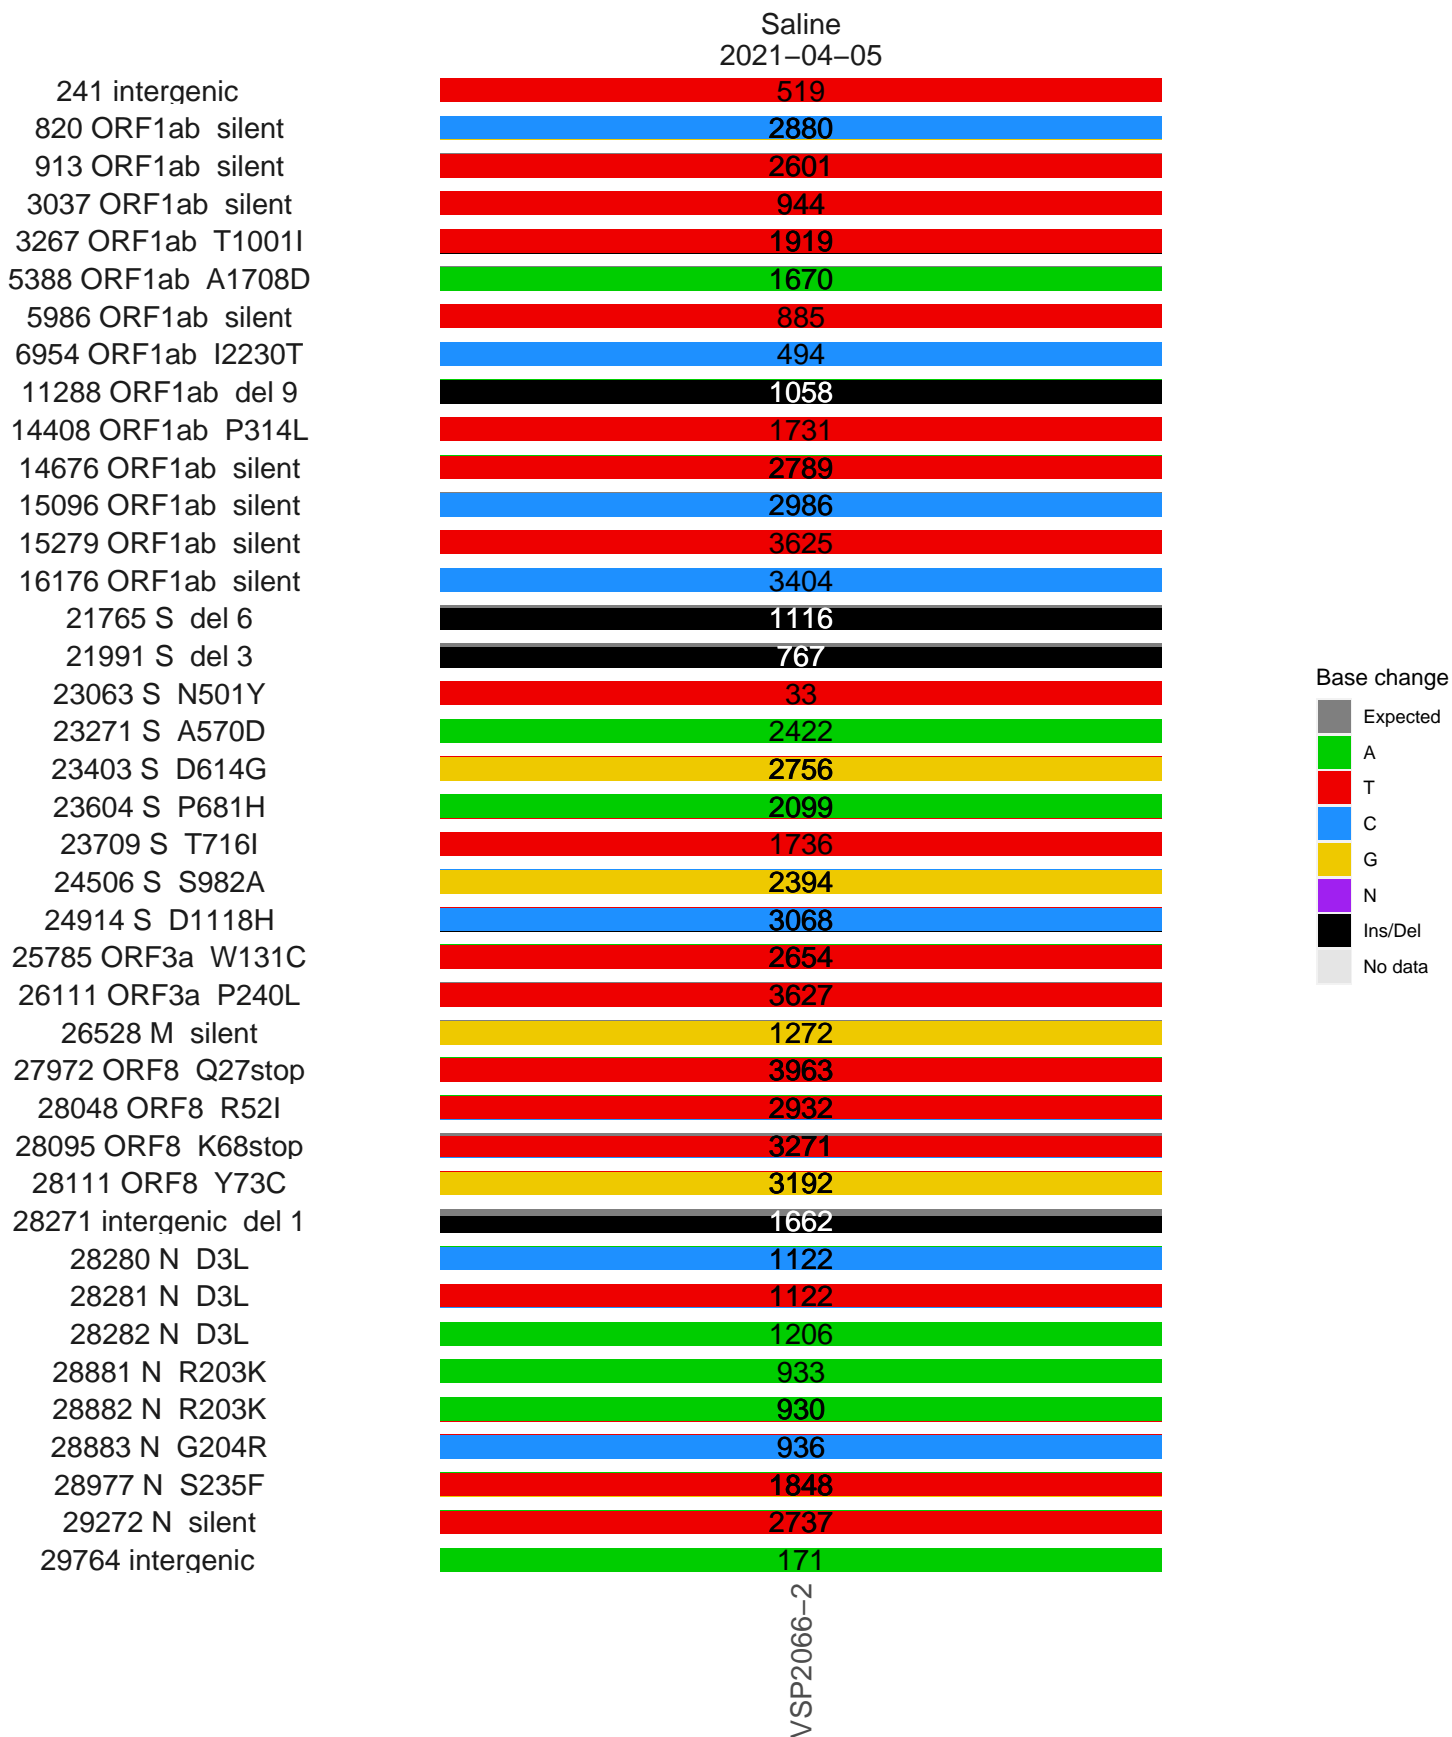 Saline
2021−04−05
241 intergenic 519
820 ORF1ab silent 2880
913 ORF1ab silent 2601
3037 ORF1ab silent 944
3267 ORF1ab T1001I 1919
5388 ORF1ab A1708D 1670
5986 ORF1ab silent 885
6954 ORF1ab I2230T 494
11288 ORF1ab del 9 1058
14408 ORF1ab P314L 1731
14676 ORF1ab silent 2789
15096 ORF1ab silent 2986
15279 ORF1ab silent 3625
16176 ORF1ab silent 3404
21765 S del 6 1116
21991 S del 3 767
23063 S N501Y 33
23271 S A570D 2422
23403 S D614G 2756
23604 S P681H 2099
23709 S T716I 1736
24506 S S982A 2394
24914 S D1118H 3068
25785 ORF3a W131C 2654
26111 ORF3a P240L 3627
26528 M silent 1272
27972 ORF8 Q27stop 3963
28048 ORF8 R52I 2932
28095 ORF8 K68stop 3271
28111 ORF8 Y73C 3192
28271 intergenic del 1 1662
28280 N D3L 1122
28281 N D3L 1122
28282 N D3L 1206
28881 N R203K 933
28882 N R203K 930
28883 N G204R 936
28977 N S235F 1848
29272 N silent 2737
29764 intergenic 171
VSP2066−2
Base change
Expected
A
T
C
G
N
Ins/Del
No data